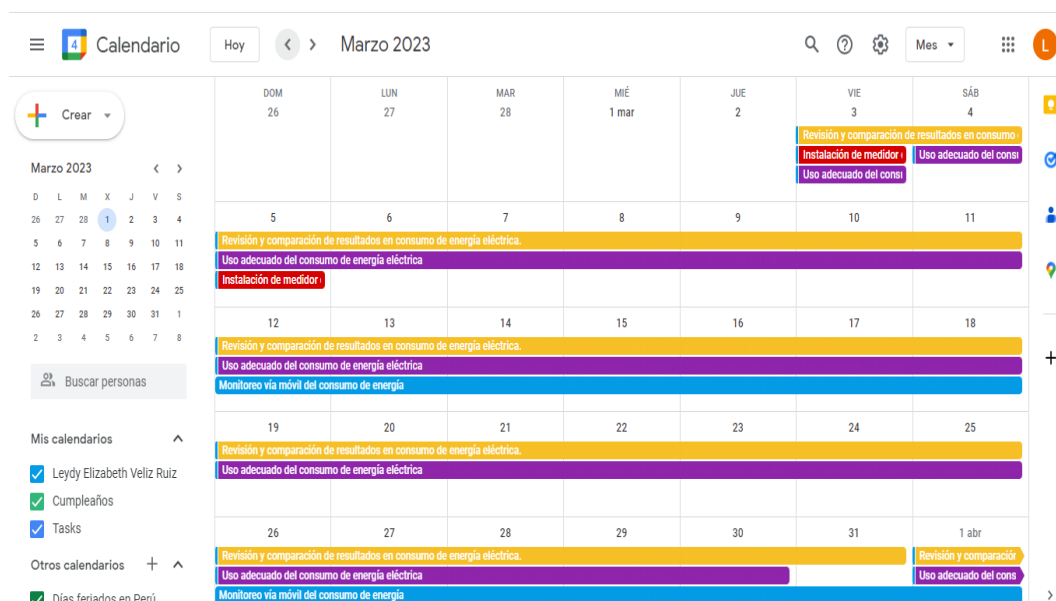 4 Calendario Hoy Marzo 2023 Mes L
Crear
Marzo 2023
D L M X J V S
26 27 28 1 2 3 4
5 6 7 8 9 10 11
12 13 14 15 16 17 18
19 20 21 22 23 24 25
26 27 28 29 30 31 1
2 3 4 5 6 7 8
Buscar personas
Mis calendarios
Leydy Elizabeth Veliz Ruiz
Cumpleaños
Tasks
Otros calendarios
Días feriados en Perú
DOM LUN MAR MIÉ JUE VIE SÁB
26 27 28 1 mar 2 3 4
Revisión y comparación de resultados en consumo
Instalación de medidor Uso adecuado del consu
Uso adecuado del consu
5 6 7 8 9 10 11
Revisión y comparación de resultados en consumo de energía eléctrica.
Uso adecuado del consumo de energía eléctrica
Instalación de medidor
12 13 14 15 16 17 18
Revisión y comparación de resultados en consumo de energía eléctrica.
Uso adecuado del consumo de energía eléctrica
Monitoreo vía móvil del consumo de energía
19 20 21 22 23 24 25
Revisión y comparación de resultados en consumo de energía eléctrica.
Uso adecuado del consumo de energía eléctrica
26 27 28 29 30 31 1 abr
Revisión y comparación de resultados en consumo de energía eléctrica. Revisión y comparación
Uso adecuado del consumo de energía eléctrica Uso adecuado del cons
Monitoreo vía móvil del consumo de energía